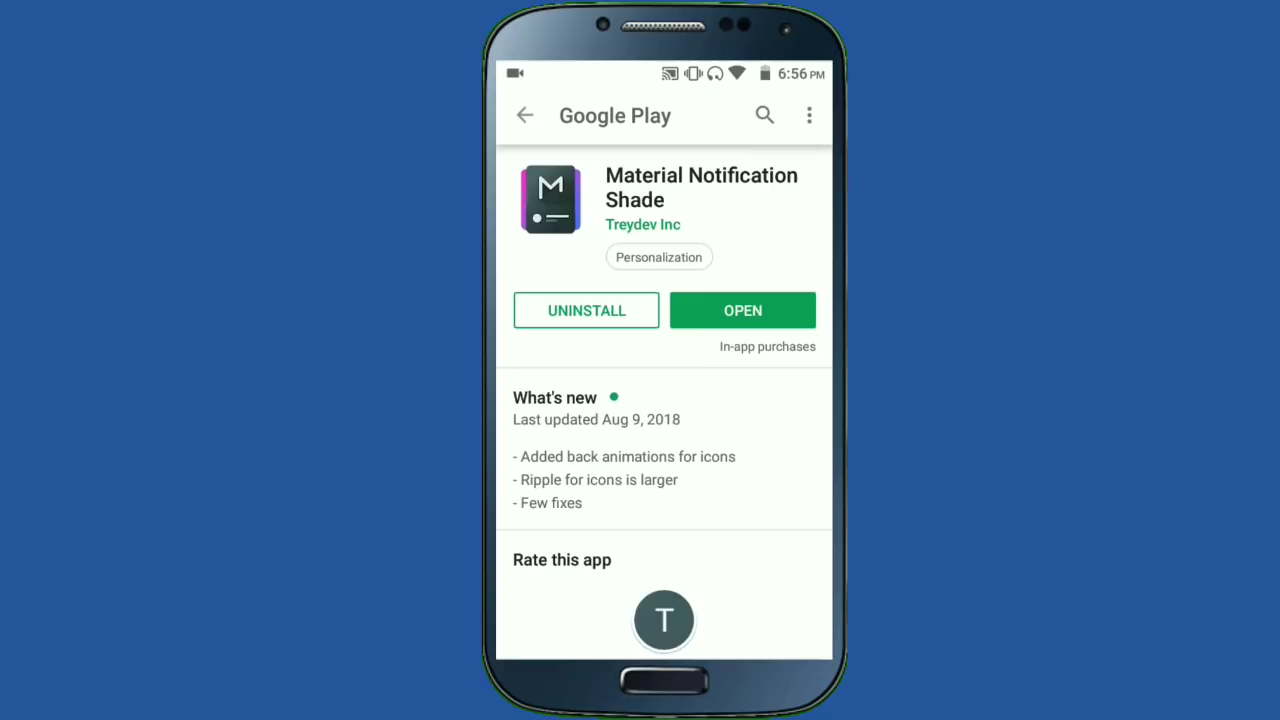 6:56 PM
Google Play
Material Notification
Shade
Treydev Inc
Personalization
UNINSTALL
OPEN
In-app purchases
What's new
Last updated Aug 9, 2018
- Added back animations for icons
- Ripple for icons is larger
- Few fixes
Rate this app
T